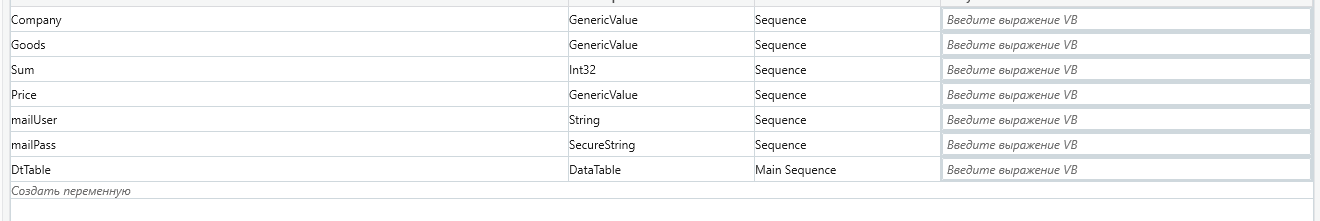 Company GenericValue Sequence Введите выражение VB
Goods GenericValue Sequence Введите выражение VB
Sum Int32 Sequence Введите выражение VB
Price GenericValue Sequence Введите выражение VB
mailUser String Sequence Введите выражение VB
mailPass SecureString Sequence Введите выражение VB
DtTable DataTable Main Sequence Введите выражение VB
Создать переменную